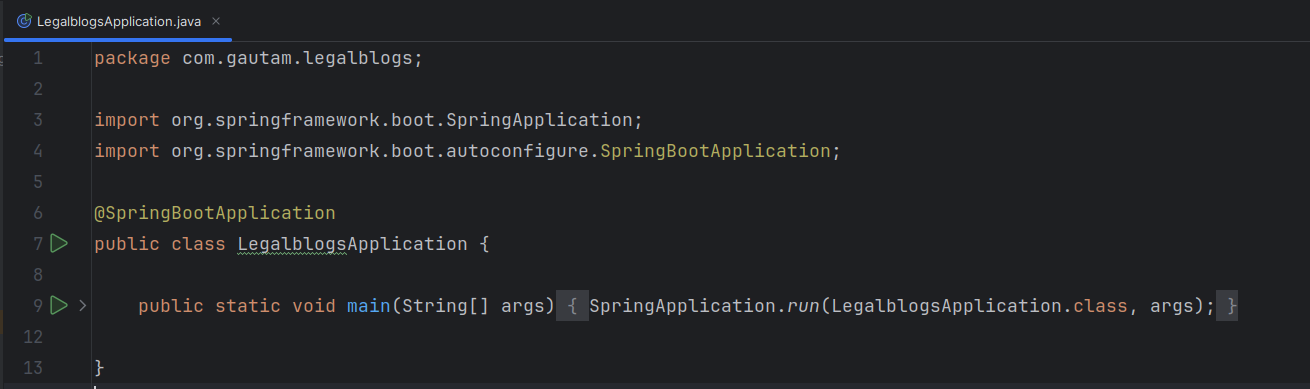 LegalblogsApplication.java ×
1 package com.gautam.legalblogs;
2
3 import org.springframework.boot.SpringApplication;
4 import org.springframework.boot.autoconfigure.SpringBootApplication;
5
6 @SpringBootApplication
7 public class LegalblogsApplication {
8
9 public static void main(String[] args) { SpringApplication.run(LegalblogsApplication.class, args); }
12
13 }